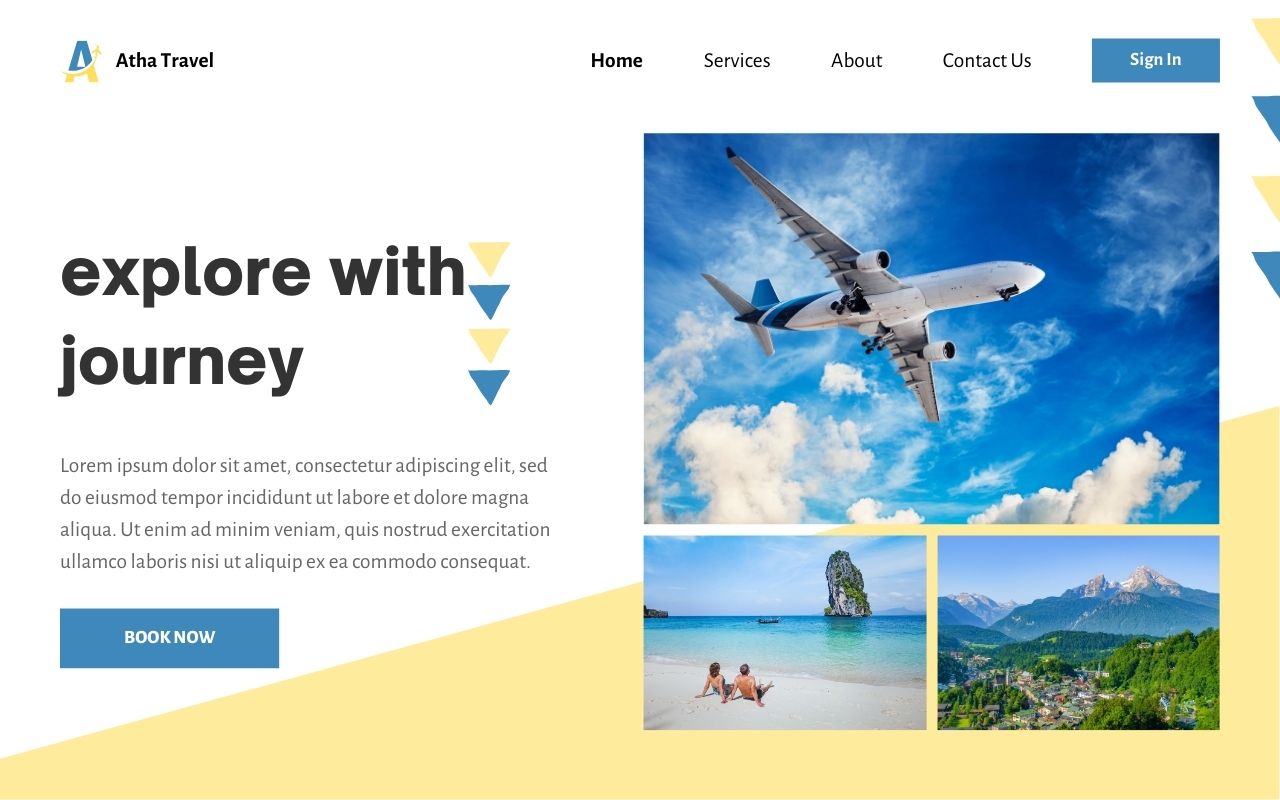 Atha Travel
Home
Services
About
Contact Us
Sign In
explore with
journey
Lorem ipsum dolor sit amet, consectetur adipiscing elit, sed
do eiusmod tempor incididunt ut labore et dolore magna
aliqua. Ut enim ad minim veniam, quis nostrud exercitation
ullamco laboris nisi ut aliquip ex ea commodo consequat.
BOOK NOW